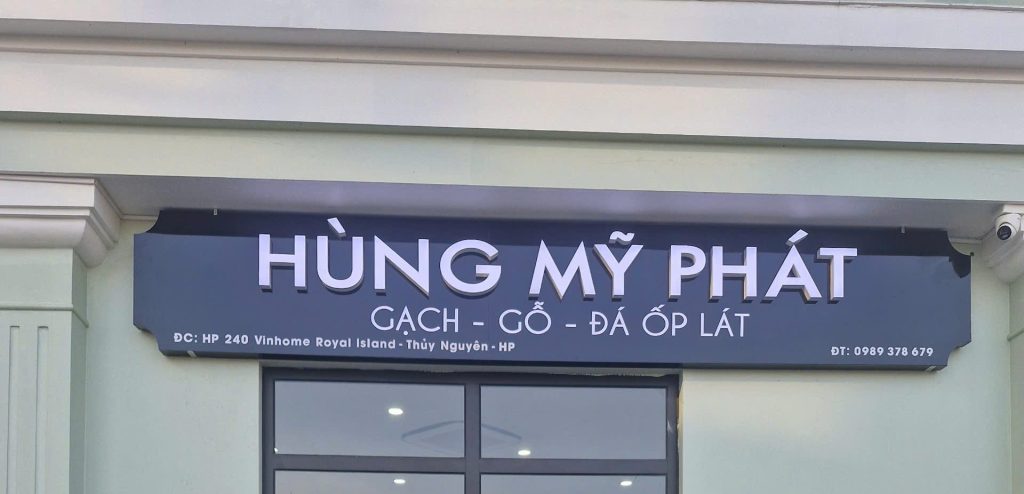 HÙNG MỸ PHÁT
GẠCH - GỖ - ĐÁ ỐP LÁT
ĐC: HP 240 Vinhome Royal Island - Thủy Nguyên - HP
ĐT: 0989 378 679